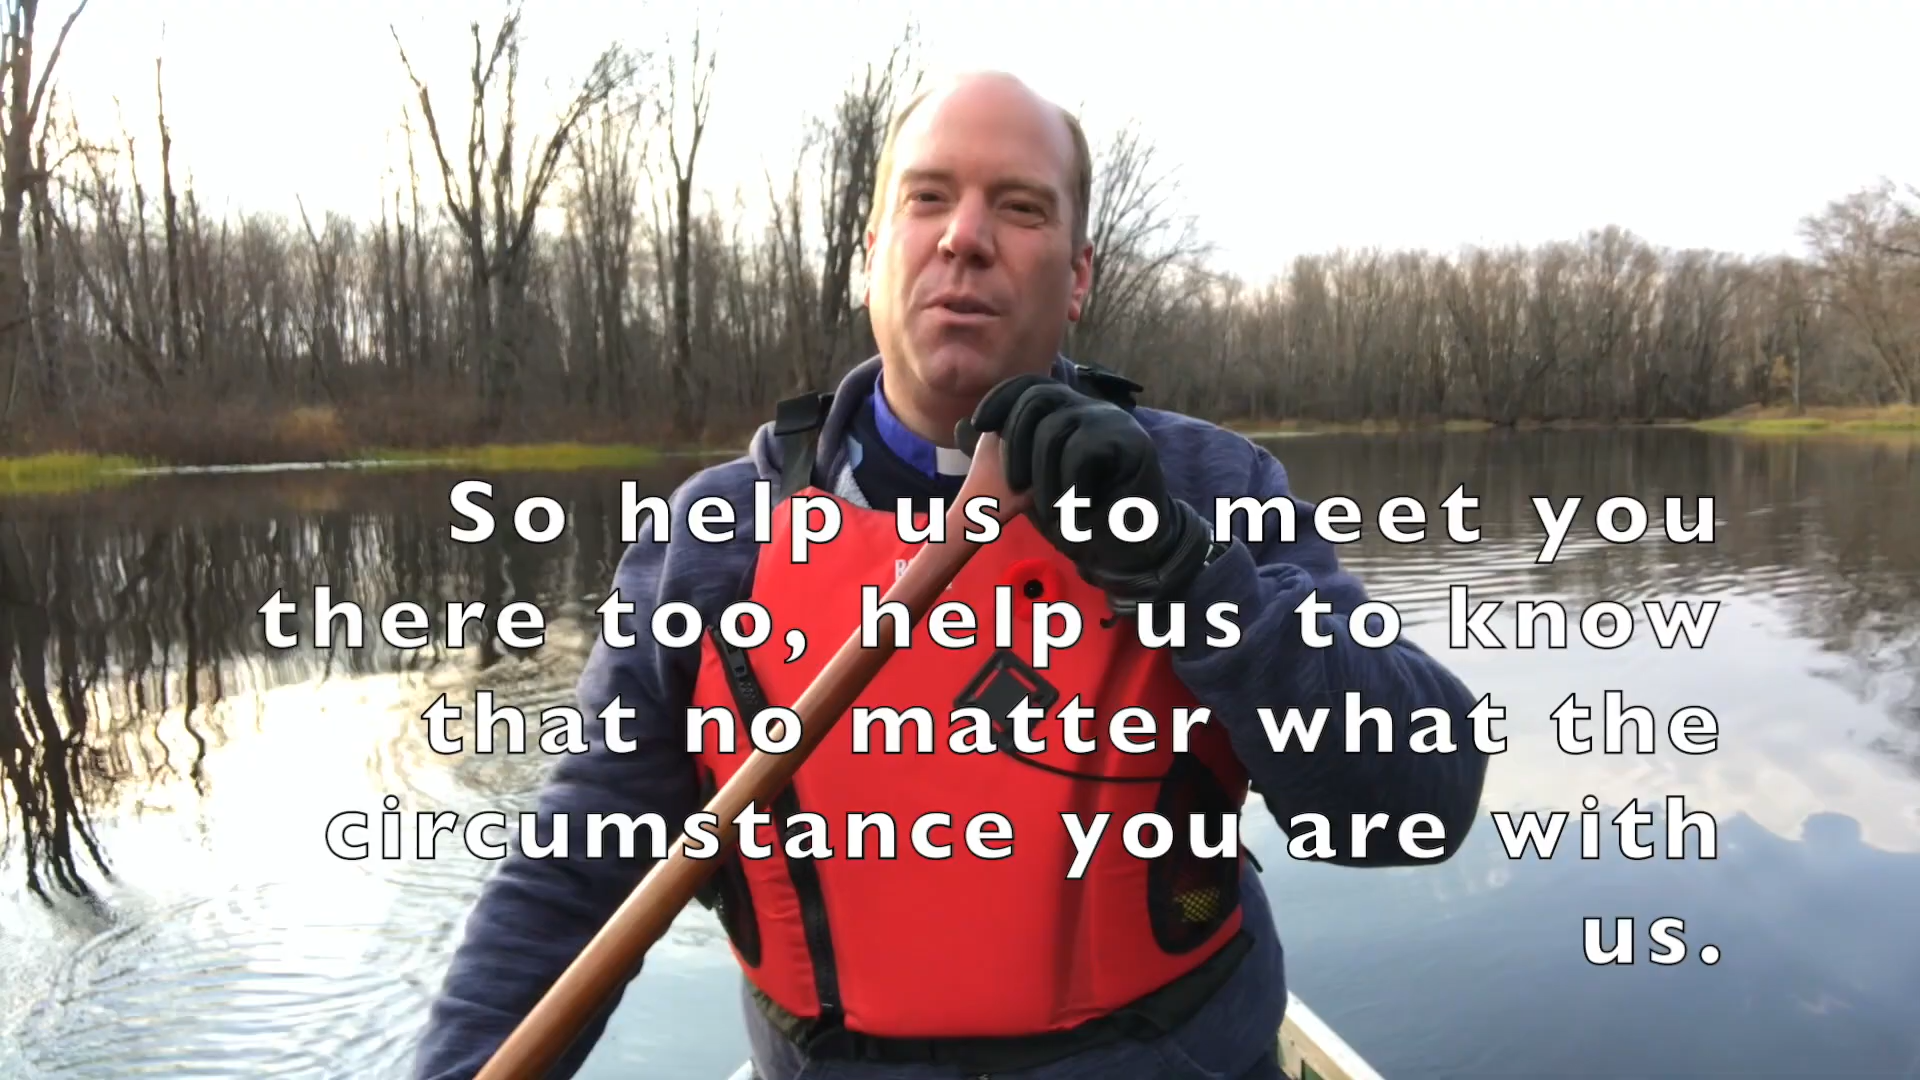 So help us to meet you
there too, help us to know
that no matter what the
circumstance you are with
us.